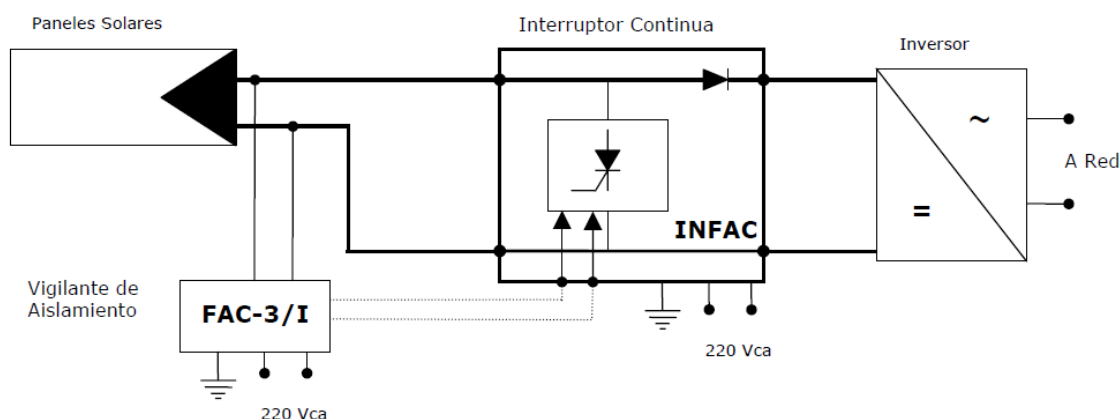 Paneles Solares
Interruptor Continua
Inversor
~
=
A Red
INFAC
Vigilante de
Aislamiento
FAC-3/I
220 Vca
220 Vca